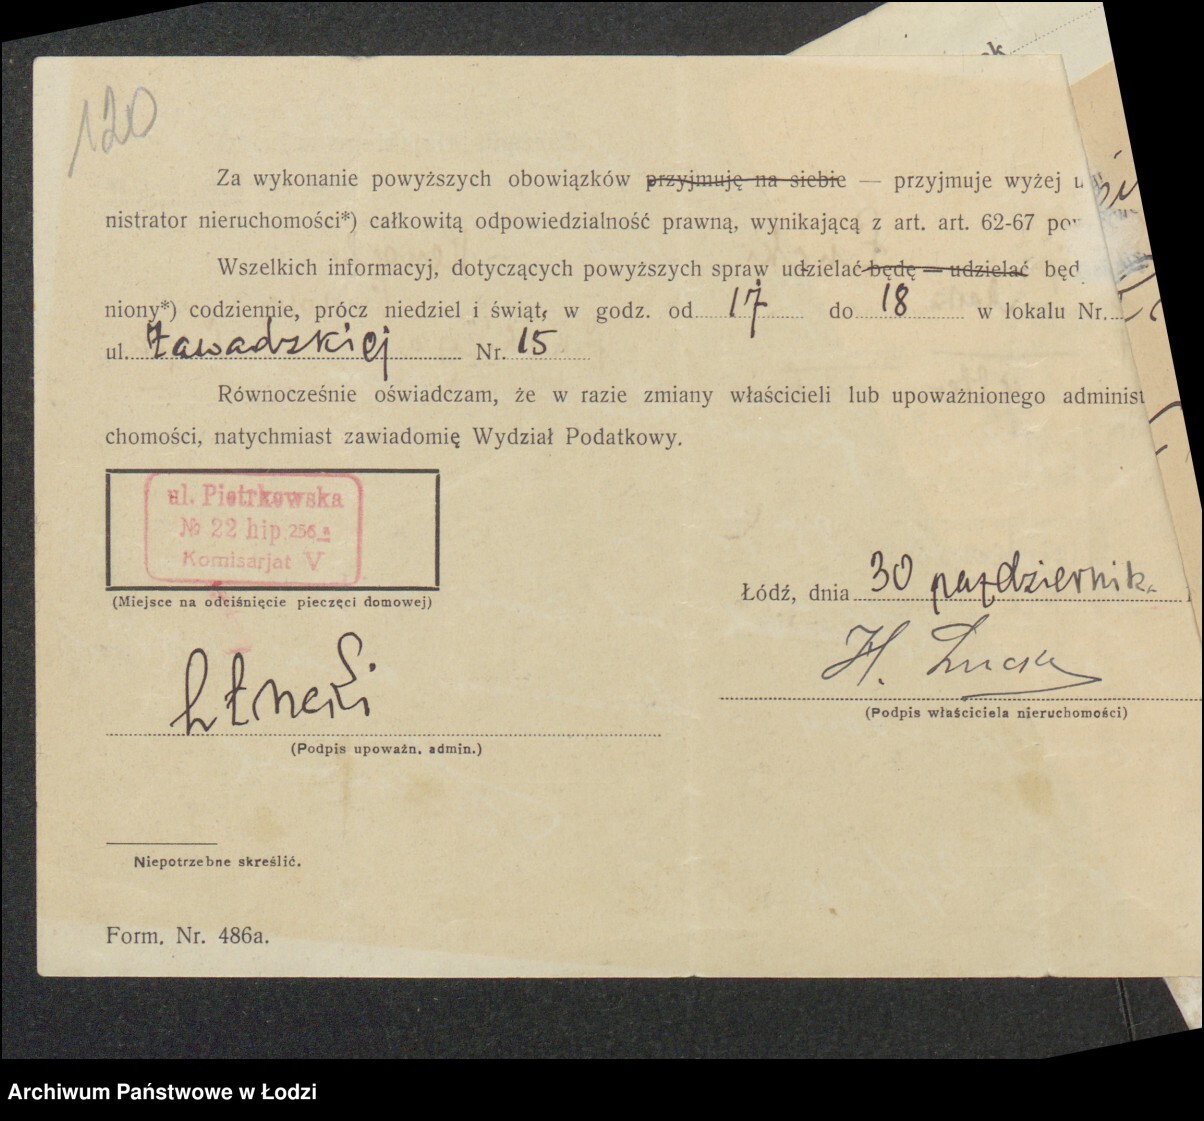 120
Za wykonanie powyższych obowiązków przyjmuję na siebie — przyjmuje wyżej u
nistrator nieruchomości*) całkowitą odpowiedzialność prawną, wynikającą z art. art. 62-67 pow
Wszelkich informacyj, dotyczących powyższych spraw udzielać będę — udzielać będ
niony*) codziennie, prócz niedziel i świąt, w godz. od 17 do 18 w lokalu Nr.
ul. Zawadzkiej Nr. 15
Równocześnie oświadczam, że w razie zmiany właścicieli lub upoważnionego administ
chomości, natychmiast zawiadomię Wydział Podatkowy.
ul. Piotrkowska
№ 22 hip 256a
Komisarjat V
(Miejsce na odciśnięcie pieczęci domowej)
Łódź, dnia 30 październik
H.
(Podpis właściciela nieruchomości)
(Podpis upoważn. admin.)
Niepotrzebne skreślić.
Form. Nr. 486a.
Archiwum Państwowe w Łodzi